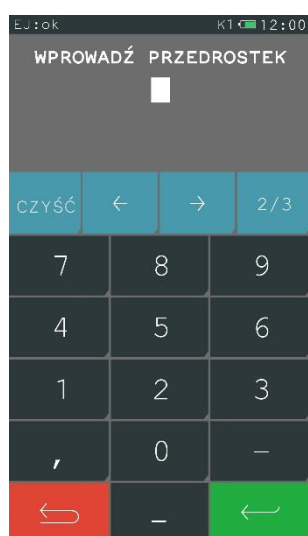 EJ:ok K1 12:00
WPROWADŹ PRZEDROSTEK
CZYŚĆ ← → 2/3
7 8 9
4 5 6
1 2 3
, 0 –
_